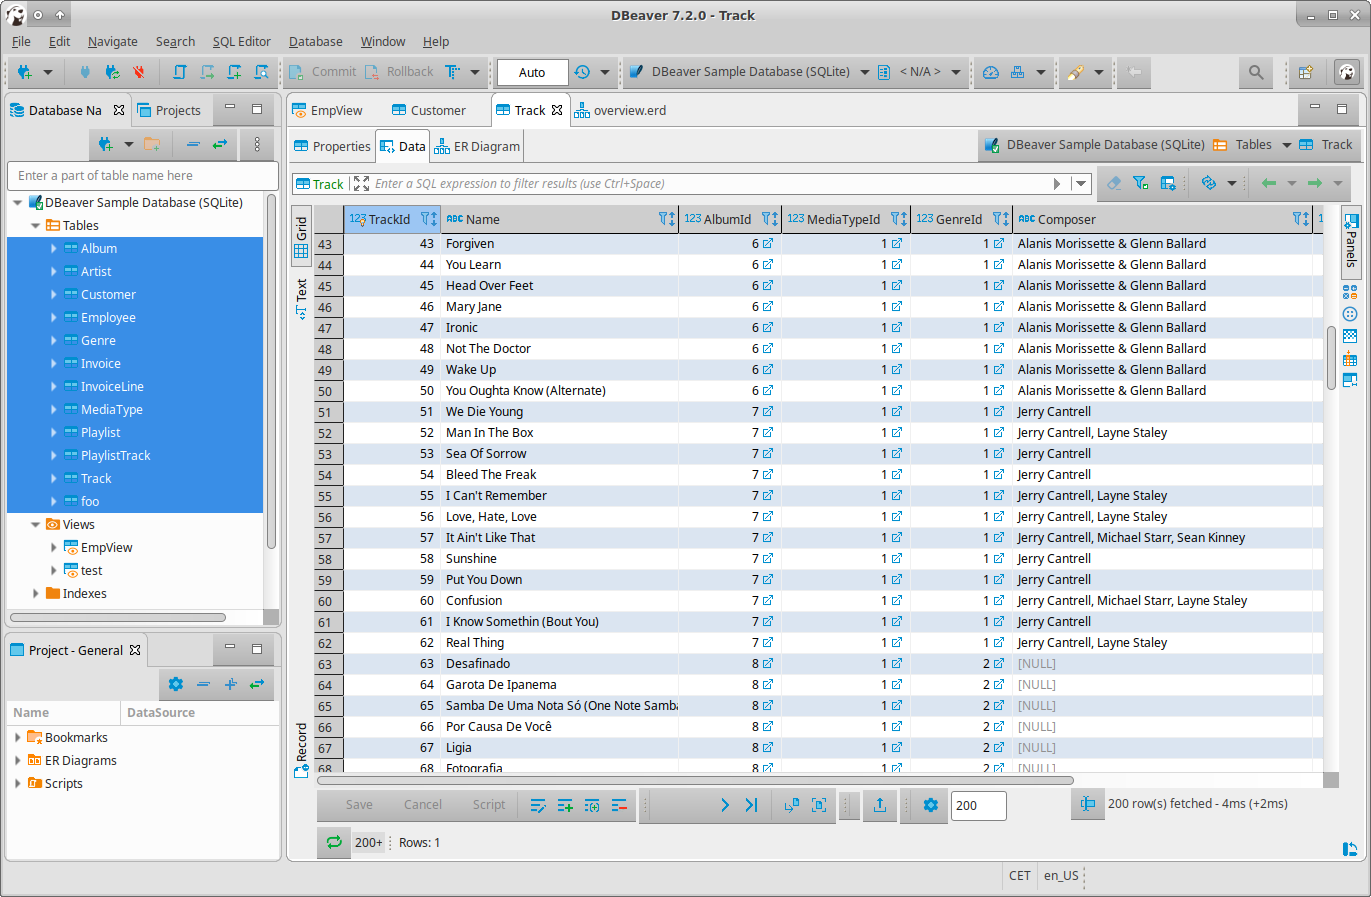 DBeaver 7.2.0 - Track
File Edit Navigate Search SQL Editor Database Window Help
Commit Rollback Auto DBeaver Sample Database (SQLite) < N/A >
Database Na Projects
Enter a part of table name here
DBeaver Sample Database (SQLite)
Tables
Album
Artist
Customer
Employee
Genre
Invoice
InvoiceLine
MediaType
Playlist
PlaylistTrack
Track
foo
Views
EmpView
test
Indexes
Project - General
Name DataSource
Bookmarks
ER Diagrams
Scripts
EmpView Customer Track overview.erd
Properties Data ER Diagram DBeaver Sample Database (SQLite) Tables Track
Track Enter a SQL expression to filter results (use Ctrl+Space)
Grid
Text
Record
123 TrackId ABC Name 123 AlbumId 123 MediaTypeId 123 GenreId ABC Composer
43 43 Forgiven 6 1 1 Alanis Morissette & Glenn Ballard
44 44 You Learn 6 1 1 Alanis Morissette & Glenn Ballard
45 45 Head Over Feet 6 1 1 Alanis Morissette & Glenn Ballard
46 46 Mary Jane 6 1 1 Alanis Morissette & Glenn Ballard
47 47 Ironic 6 1 1 Alanis Morissette & Glenn Ballard
48 48 Not The Doctor 6 1 1 Alanis Morissette & Glenn Ballard
49 49 Wake Up 6 1 1 Alanis Morissette & Glenn Ballard
50 50 You Oughta Know (Alternate) 6 1 1 Alanis Morissette & Glenn Ballard
51 51 We Die Young 7 1 1 Jerry Cantrell
52 52 Man In The Box 7 1 1 Jerry Cantrell, Layne Staley
53 53 Sea Of Sorrow 7 1 1 Jerry Cantrell
54 54 Bleed The Freak 7 1 1 Jerry Cantrell
55 55 I Can't Remember 7 1 1 Jerry Cantrell, Layne Staley
56 56 Love, Hate, Love 7 1 1 Jerry Cantrell, Layne Staley
57 57 It Ain't Like That 7 1 1 Jerry Cantrell, Michael Starr, Sean Kinney
58 58 Sunshine 7 1 1 Jerry Cantrell
59 59 Put You Down 7 1 1 Jerry Cantrell
60 60 Confusion 7 1 1 Jerry Cantrell, Michael Starr, Layne Staley
61 61 I Know Somethin (Bout You) 7 1 1 Jerry Cantrell
62 62 Real Thing 7 1 1 Jerry Cantrell, Layne Staley
63 63 Desafinado 8 1 2 [NULL]
64 64 Garota De Ipanema 8 1 2 [NULL]
65 65 Samba De Uma Nota Só (One Note Samba 8 1 2 [NULL]
66 66 Por Causa De Você 8 1 2 [NULL]
67 67 Ligia 8 1 2 [NULL]
68 68 Fotografia 8 1 2 [NULL]
Panels
Save Cancel Script 200 200 row(s) fetched - 4ms (+2ms)
200+ Rows: 1
CET en_US